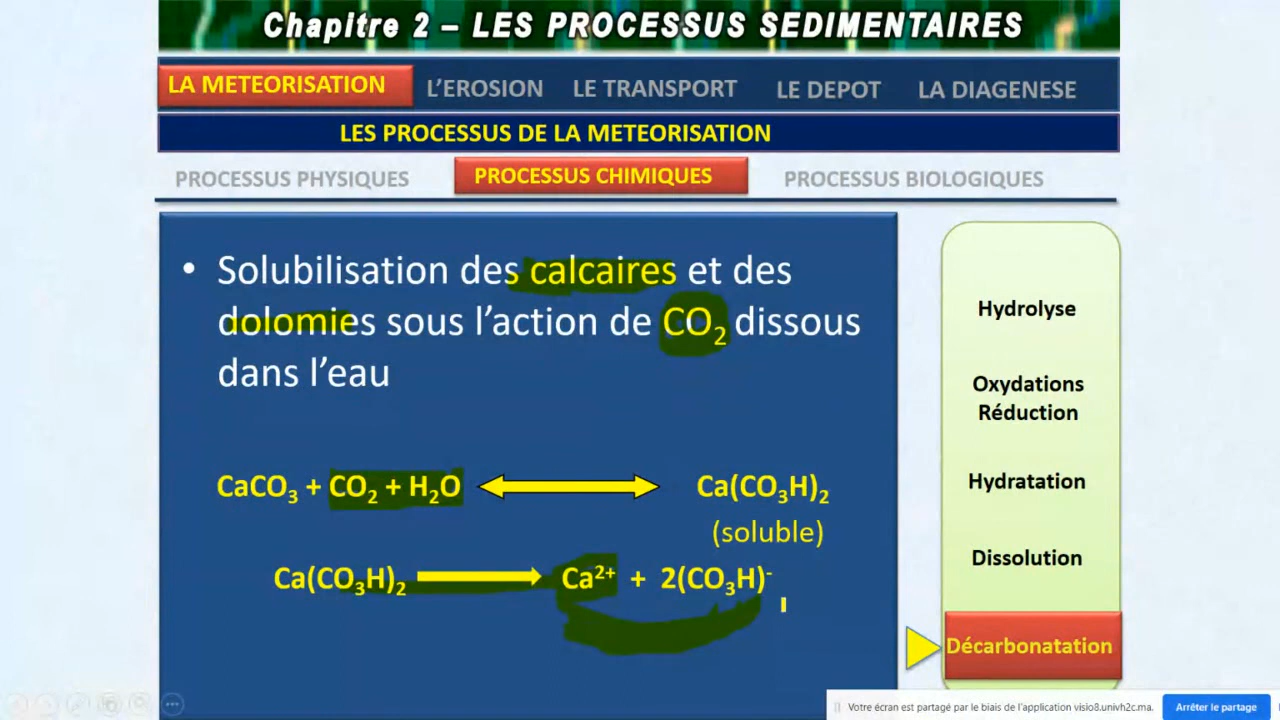 Chapitre 2 – LES PROCESSUS SEDIMENTAIRES
LA METEORISATION L'EROSION LE TRANSPORT LE DEPOT LA DIAGENESE
LES PROCESSUS DE LA METEORISATION
PROCESSUS PHYSIQUES PROCESSUS CHIMIQUES PROCESSUS BIOLOGIQUES
• Solubilisation des calcaires et des
dolomies sous l'action de CO₂ dissous
dans l'eau
CaCO₃ + CO₂ + H₂O Ca(CO₃H)₂
(soluble)
Ca(CO₃H)₂ Ca²⁺ + 2(CO₃H)⁻
Hydrolyse
Oxydations
Réduction
Hydratation
Dissolution
Décarbonatation
Votre écran est partagé par le biais de l'application visio8.univh2c.ma. Arrêter le partage